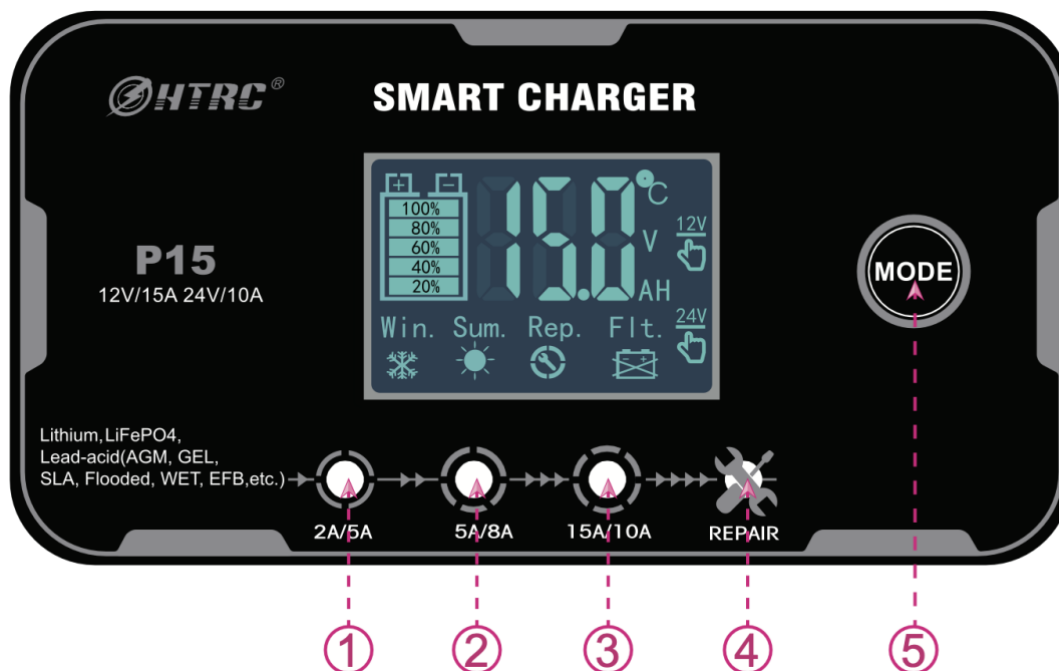 HTRC®
SMART CHARGER
P15
12V/15A 24V/10A
+ -
100%
80%
60%
40%
20%
15.0
°C
V
AH
12V
24V
Win. Sum. Rep. Flt.
MODE
Lithium,LiFePO4,
Lead-acid(AGM, GEL,
SLA, Flooded, WET, EFB,etc.)
2A/5A 5A/8A 15A/10A REPAIR
① ② ③ ④ ⑤